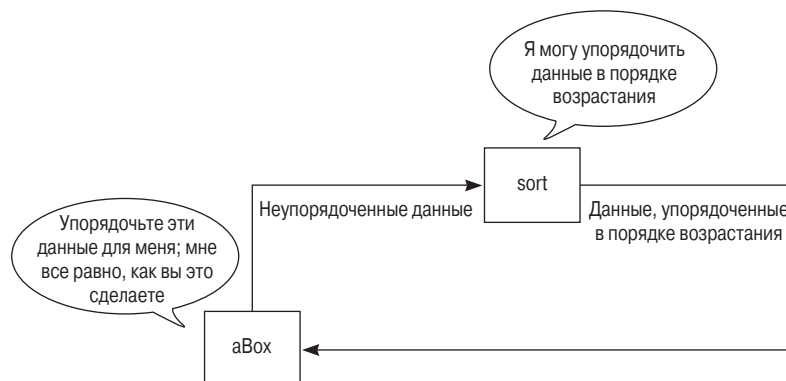 Я могу упорядочить
данные в порядке
возрастания
sort
Неупорядоченные данные
Данные, упорядоченные
в порядке возрастания
Упорядочьте эти
данные для меня; мне
все равно, как вы это
сделаете
aBox